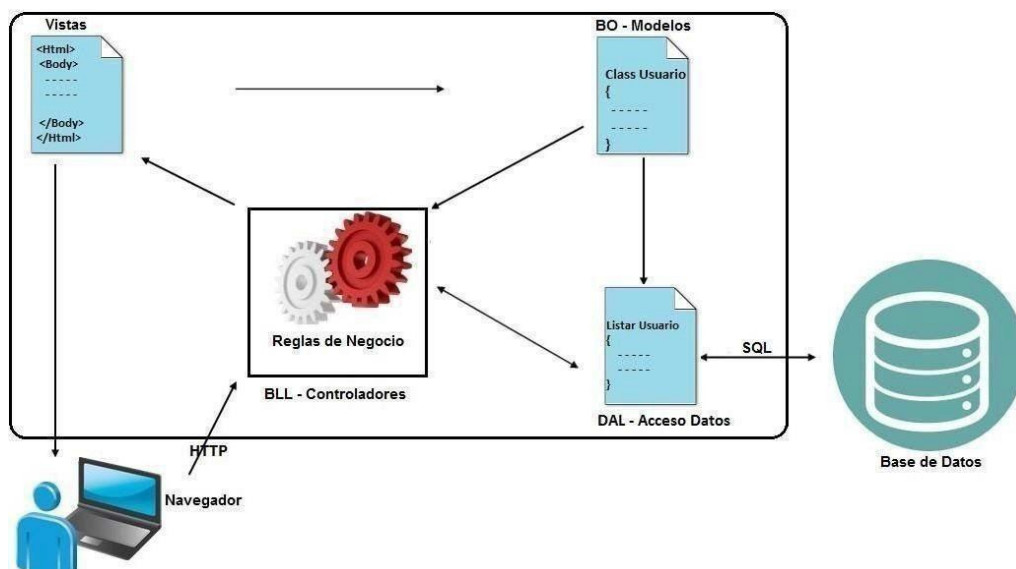 Vistas
<Html>
<Body>
- - - - -
- - - - -
</Body>
</Html>
BO - Modelos
Class Usuario
{
- - - - -
- - - - -
}
Reglas de Negocio
BLL - Controladores
Listar Usuario
{
- - - - -
- - - - -
}
DAL - Acceso Datos
SQL
Base de Datos
HTTP
Navegador